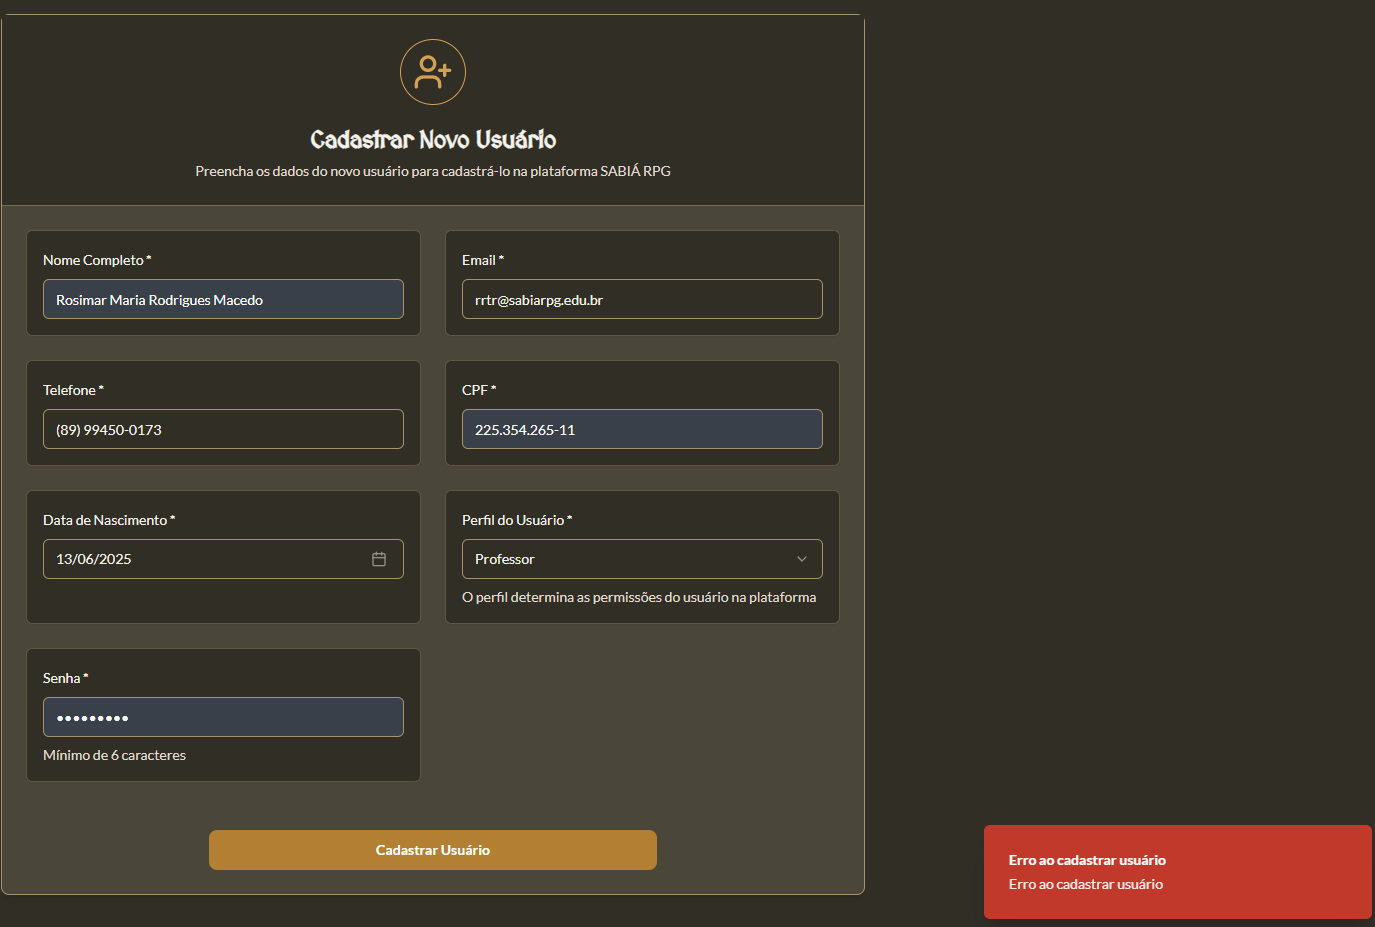 Cadastrar Novo Usuário
Preencha os dados do novo usuário para cadastrá-lo na plataforma SABIÁ RPG
Nome Completo *
Rosimar Maria Rodrigues Macedo
Email *
rrtr@sabiarpg.edu.br
Telefone *
(89) 99450-0173
CPF *
225.354.265-11
Data de Nascimento *
13/06/2025
Perfil do Usuário *
Professor
O perfil determina as permissões do usuário na plataforma
Senha *
•••••••••
Mínimo de 6 caracteres
Cadastrar Usuário
Erro ao cadastrar usuário
Erro ao cadastrar usuário